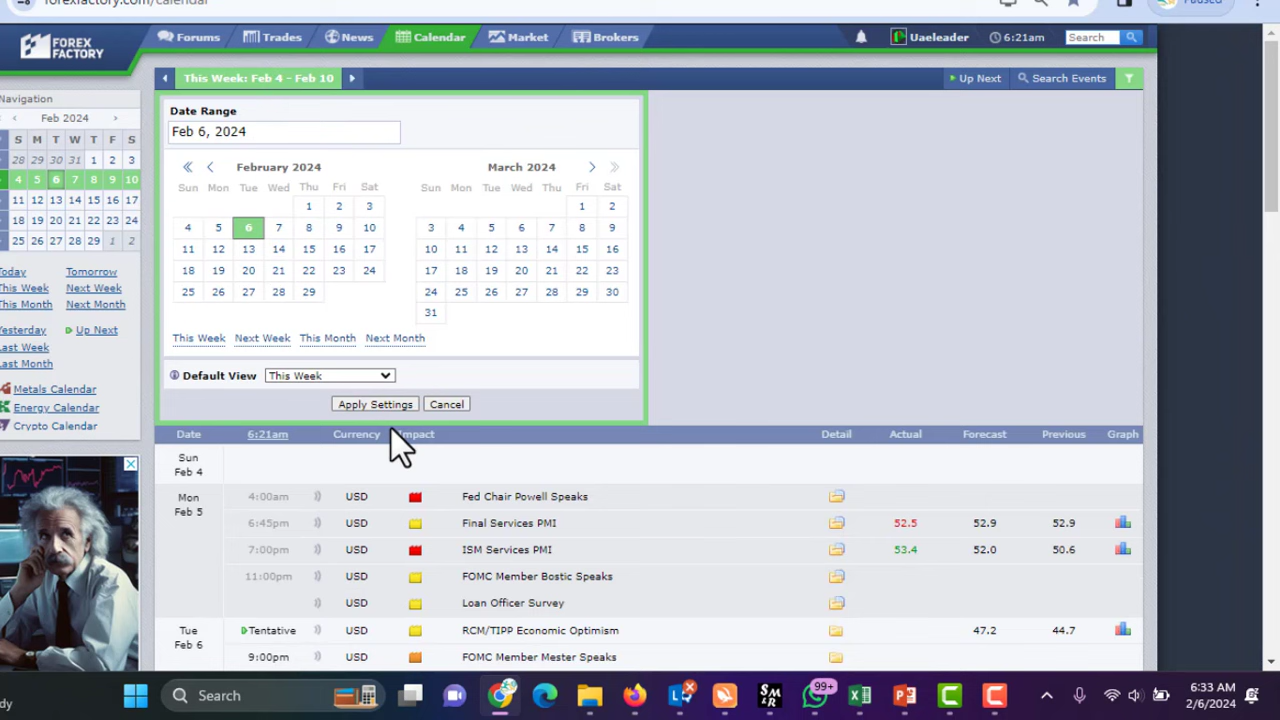 forexfactory.com/calendar
Paused
FOREX
FACTORY
Forums
Trades
News
Calendar
Market
Brokers
Uaeleader
6:21am
Search
This Week: Feb 4 - Feb 10
Up Next
Search Events
Navigation
Feb 2024
S M T W T F S
28 29 30 31 1 2 3
4 5 6 7 8 9 10
11 12 13 14 15 16 17
18 19 20 21 22 23 24
25 26 27 28 29 1 2
Today Tomorrow
This Week Next Week
This Month Next Month
Yesterday Up Next
Last Week
Last Month
Metals Calendar
Energy Calendar
Crypto Calendar
Date Range
Feb 6, 2024
February 2024
Sun Mon Tue Wed Thu Fri Sat
1 2 3
4 5 6 7 8 9 10
11 12 13 14 15 16 17
18 19 20 21 22 23 24
25 26 27 28 29
March 2024
Sun Mon Tue Wed Thu Fri Sat
1 2
3 4 5 6 7 8 9
10 11 12 13 14 15 16
17 18 19 20 21 22 23
24 25 26 27 28 29 30
31
This Week Next Week This Month Next Month
Default View This Week
Apply Settings Cancel
Date 6:21am Currency Impact Detail Actual Forecast Previous Graph
Sun
Feb 4
Mon
Feb 5
4:00am USD Fed Chair Powell Speaks
6:45pm USD Final Services PMI 52.5 52.9 52.9
7:00pm USD ISM Services PMI 53.4 52.0 50.6
11:00pm USD FOMC Member Bostic Speaks
USD Loan Officer Survey
Tue
Feb 6
Tentative USD RCM/TIPP Economic Optimism 47.2 44.7
9:00pm USD FOMC Member Mester Speaks
Search
99+
6:33 AM
2/6/2024